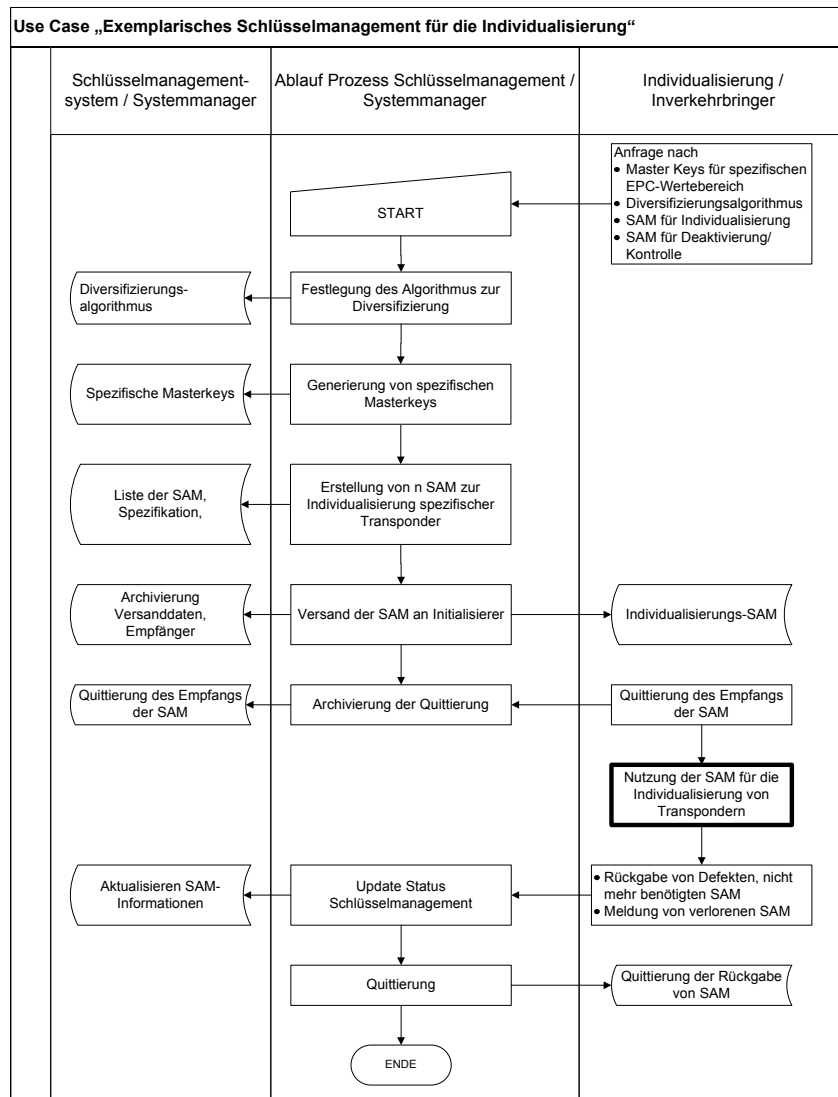 Use Case „Exemplarisches Schlüsselmanagement für die Individualisierung“
Schlüsselmanagement-
system / Systemmanager
Ablauf Prozess Schlüsselmanagement /
Systemmanager
Individualisierung /
Inverkehrbringer
Anfrage nach
• Master Keys für spezifischen
EPC-Wertebereich
• Diversifizierungsalgorithmus
• SAM für Individualisierung
• SAM für Deaktivierung/
Kontrolle
START
Diversifizierungs-
algorithmus
Festlegung des Algorithmus zur
Diversifizierung
Spezifische Masterkeys
Generierung von spezifischen
Masterkeys
Liste der SAM,
Spezifikation,
Erstellung von n SAM zur
Individualisierung spezifischer
Transponder
Archivierung
Versanddaten,
Empfänger
Versand der SAM an Initialisierer
Individualisierungs-SAM
Quittierung des Empfangs
der SAM
Archivierung der Quittierung
Quittierung des Empfangs
der SAM
Nutzung der SAM für die
Individualisierung von
Transpondern
Aktualisieren SAM-
Informationen
Update Status
Schlüsselmanagement
• Rückgabe von Defekten, nicht
mehr benötigten SAM
• Meldung von verlorenen SAM
Quittierung
Quittierung der Rückgabe
von SAM
ENDE